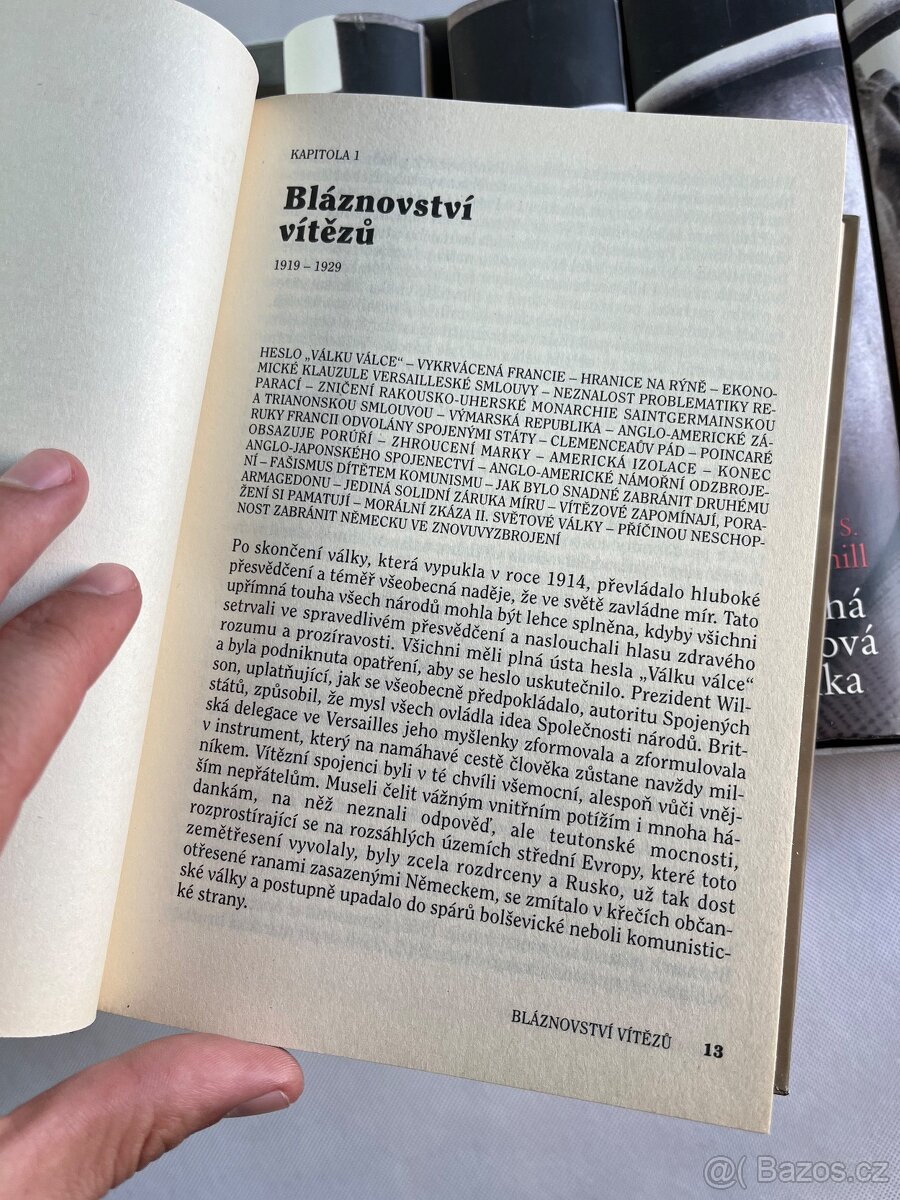 KAPITOLA 1
Bláznovství
vítězů
1919 – 1929
HESLO „VÁLKU VÁLCE“ – VYKRVÁCENÁ FRANCIE – HRANICE NA RÝNĚ – EKONO-
MICKÉ KLAUZULE VERSAILLESKÉ SMLOUVY – NEZNALOST PROBLEMATIKY RE-
PARACÍ – ZNIČENÍ RAKOUSKO-UHERSKÉ MONARCHIE SAINTGERMAINSKOU
A TRIANONSKOU SMLOUVOU – VÝMARSKÁ REPUBLIKA – ANGLO-AMERICKÉ ZÁ-
RUKY FRANCII ODVOLÁNY SPOJENÝMI STÁTY – CLEMENCEAŮV PÁD – POINCARÉ
OBSAZUJE PORÚŘÍ – ZHROUCENÍ MARKY – AMERICKÁ IZOLACE – KONEC
ANGLO-JAPONSKÉHO SPOJENECTVÍ – ANGLO-AMERICKÉ NÁMOŘNÍ ODZBROJE-
NÍ – FAŠISMUS DÍTĚTEM KOMUNISMU – JAK BYLO SNADNÉ ZABRÁNIT DRUHÉMU
ARMAGEDONU – JEDINÁ SOLIDNÍ ZÁRUKA MÍRU – VÍTĚZOVÉ ZAPOMÍNAJÍ, PORA-
ŽENÍ SI PAMATUJÍ – MORÁLNÍ ZKÁZA II. SVĚTOVÉ VÁLKY – PŘÍČINOU NESCHOP-
NOST ZABRÁNIT NĚMECKU VE ZNOVUVYZBROJENÍ
Po skončení války, která vypukla v roce 1914, převládalo hluboké
přesvědčení a téměř všeobecná naděje, že ve světě zavládne mír. Tato
upřímná touha všech národů mohla být lehce splněna, kdyby všichni
setrvali ve spravedlivém přesvědčení a naslouchali hlasu zdravého
rozumu a prozíravosti. Všichni měli plná ústa hesla „Válku válce“
a byla podniknuta opatření, aby se heslo uskutečnilo. Prezident Wil-
son, uplatňující, jak se všeobecně předpokládalo, autoritu Spojených
států, způsobil, že mysl všech ovládla idea Společnosti národů. Brit-
ská delegace ve Versailles jeho myšlenky zformovala a zformulovala
v instrument, který na namáhavé cestě člověka zůstane navždy mil-
níkem. Vítězní spojenci byli v té chvíli všemocní, alespoň vůči vněj-
ším nepřátelům. Museli čelit vážným vnitřním potížím i mnoha há-
dankám, na něž neznali odpověď, ale teutonské mocnosti,
rozprostírající se na rozsáhlých územích střední Evropy, které toto
zemětřesení vyvolaly, byly zcela rozdrceny a Rusko, už tak dost
otřesené ranami zasazenými Německem, se zmítalo v křečích občan-
ské války a postupně upadalo do spárů bolševické neboli komunistic-
ké strany.
BLÁZNOVSTVÍ VÍTĚZŮ 13
s.
hill
ná
ová
ka
@( Bazos.cz